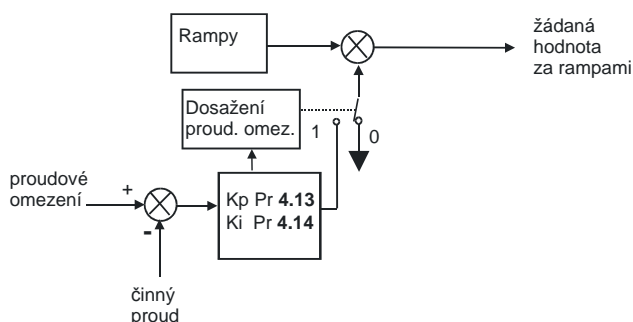 žádaná
hodnota
za rampami
Rampy
Dosažení
proud. omez.
1
0
proudové
omezení
+
-
Kp Pr 4.13
Ki Pr 4.14
činný
proud